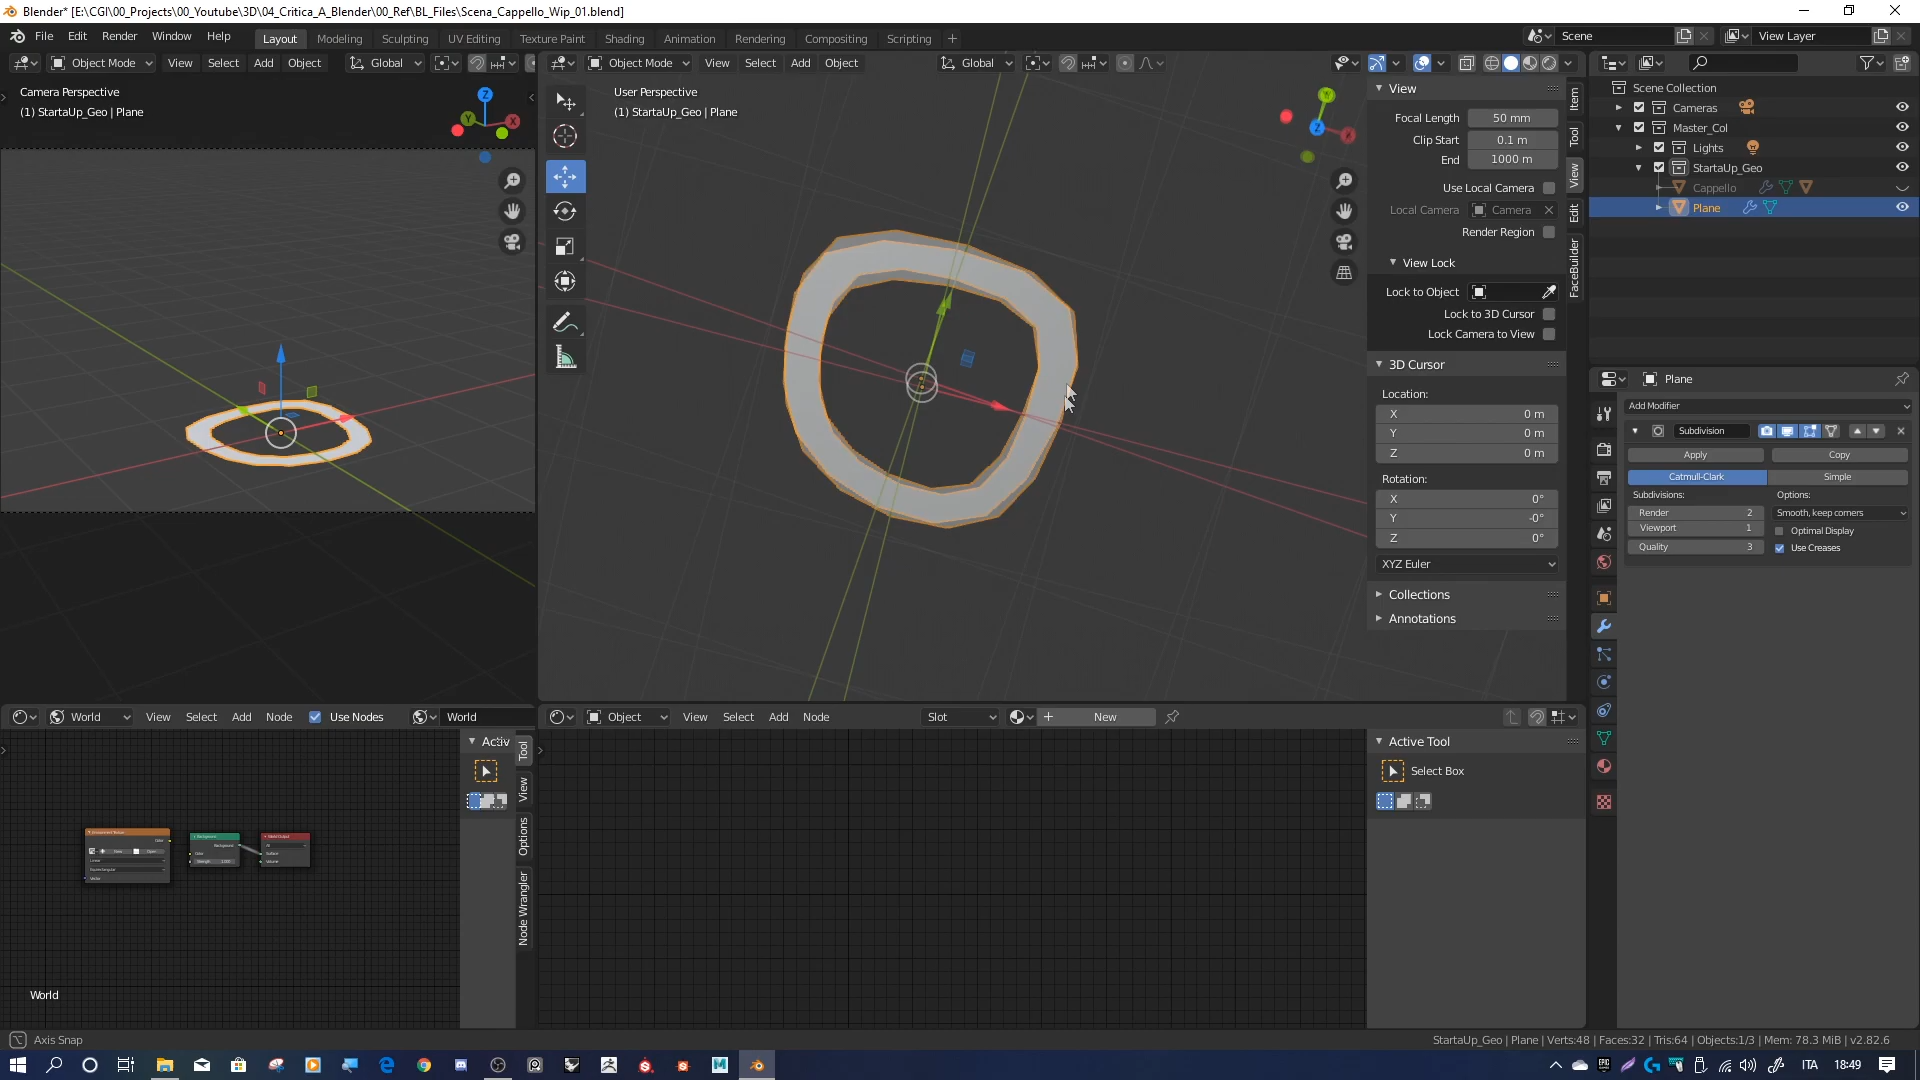 Blender* [E:\CGI\00_Projects\00_Youtube\3D\04_Critica_A_Blender\00_Ref\BL_Files\Scena_Cappello_Wip_01.blend]
File Edit Render Window Help Layout Modeling Sculpting UV Editing Texture Paint Shading Animation Rendering Compositing Scripting + Scene View Layer
Object Mode View Select Add Object Global
Object Mode View Select Add Object Global
Camera Perspective
(1) StartaUp_Geo | Plane
User Perspective
(1) StartaUp_Geo | Plane
Z
Y
X
View
Focal Length 50 mm
Clip Start 0.1 m
End 1000 m
Use Local Camera
Local Camera Camera
Render Region
View Lock
Lock to Object
Lock to 3D Cursor
Lock Camera to View
3D Cursor
Location:
X 0 m
Y 0 m
Z 0 m
Rotation:
X 0°
Y -0°
Z 0°
XYZ Euler
Collections
Annotations
Item
Tool
View
Edit
FaceBuilder
Scene Collection
Cameras
Master_Col
Lights
StartaUp_Geo
Cappello
Plane
Plane
Add Modifier
Subdivision
Apply Copy
Catmull-Clark Simple
Subdivisions: Options:
Render 2 Smooth, keep corners
Viewport 1 Optimal Display
Quality 3 Use Creases
World View Select Add Node Use Nodes World
Object View Select Add Node Slot New
Activ
Tool
View
Options
Node Wrangler
Active Tool
Select Box
World
Axis Snap
StartaUp_Geo | Plane | Verts:48 | Faces:32 | Tris:64 | Objects:1/3 | Mem: 78.3 MiB | v2.82.6
ITA 18:49